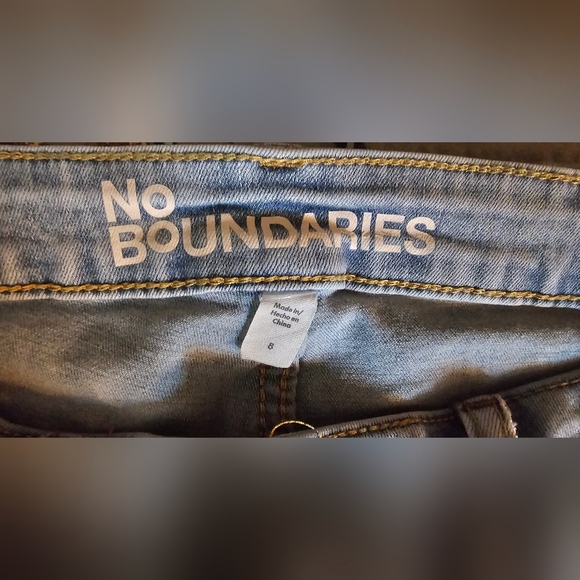 No
BoUNDARIES
Made in/
Hecho en
China
8